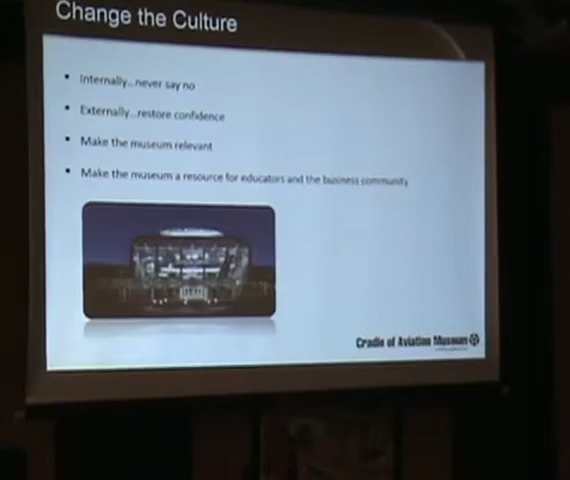 Change the Culture
Internally...never say no
Externally...restore confidence
Make the museum relevant
Make the museum a resource for educators and the business community
Cradle of Aviation Museum